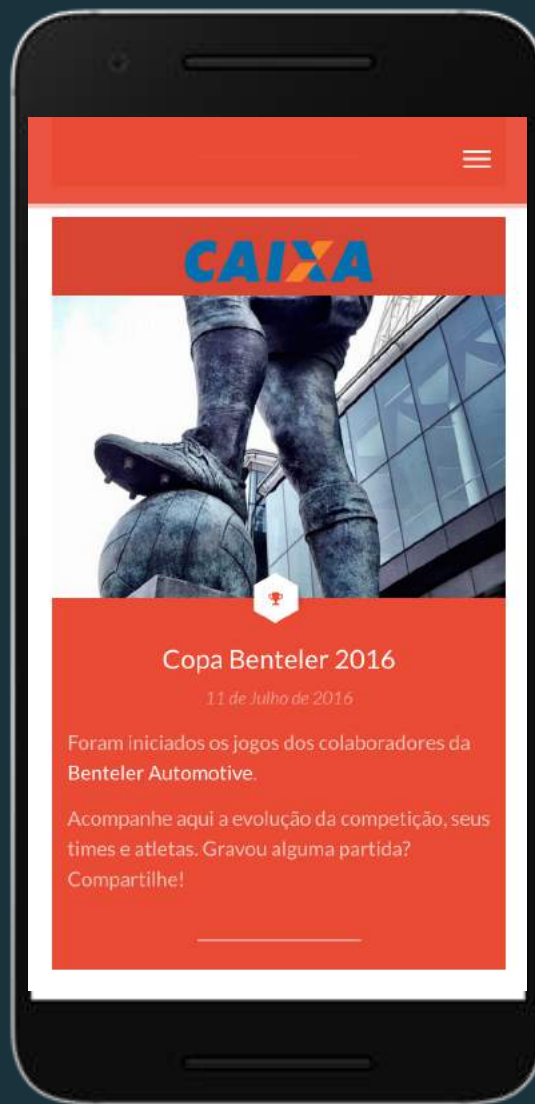 CAIXA
Copa Benteler 2016
11 de Julho de 2016
Foram iniciados os jogos dos colaboradores da
Benteler Automotive.
Acompanhe aqui a evolução da competição, seus
times e atletas. Gravou alguma partida?
Compartilhe!